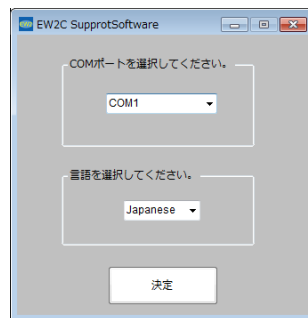 EW2C SupprotSoftware
COMポートを選択してください。
COM1
言語を選択してください。
Japanese
決定